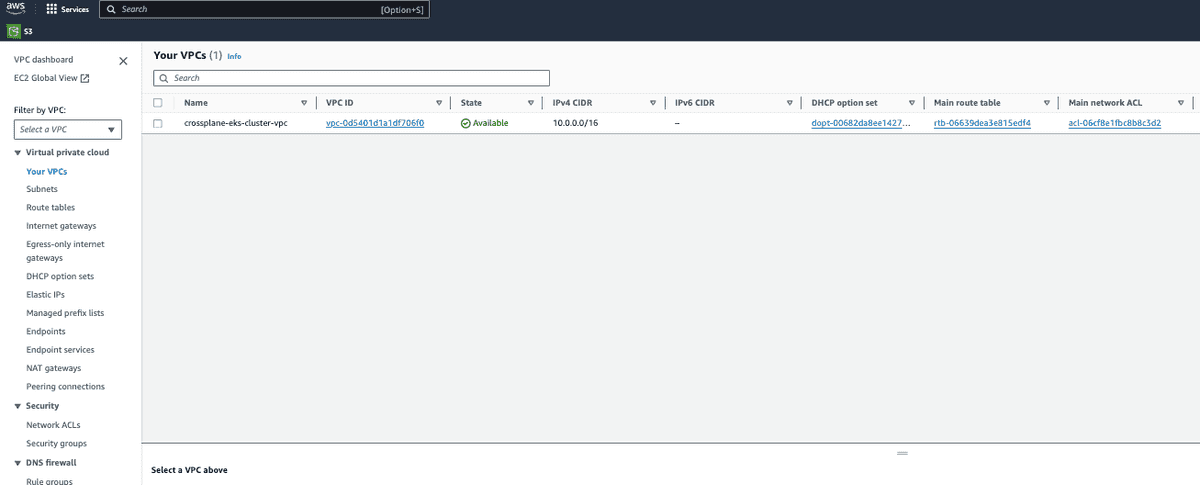 aws
Services
Search [Option+S]
S3
VPC dashboard
EC2 Global View
Filter by VPC:
Select a VPC
Virtual private cloud
Your VPCs
Subnets
Route tables
Internet gateways
Egress-only internet
gateways
DHCP option sets
Elastic IPs
Managed prefix lists
Endpoints
Endpoint services
NAT gateways
Peering connections
Security
Network ACLs
Security groups
DNS firewall
Rule groups
Your VPCs (1) Info
Search
Name VPC ID State IPv4 CIDR IPv6 CIDR DHCP option set Main route table Main network ACL
crossplane-eks-cluster-vpc vpc-0d5401d1a1df706f0 Available 10.0.0.0/16 – dopt-00682da8ee1427... rtb-06639dea3e815edf4 acl-06cf8e1fbc8b8c3d2
Select a VPC above